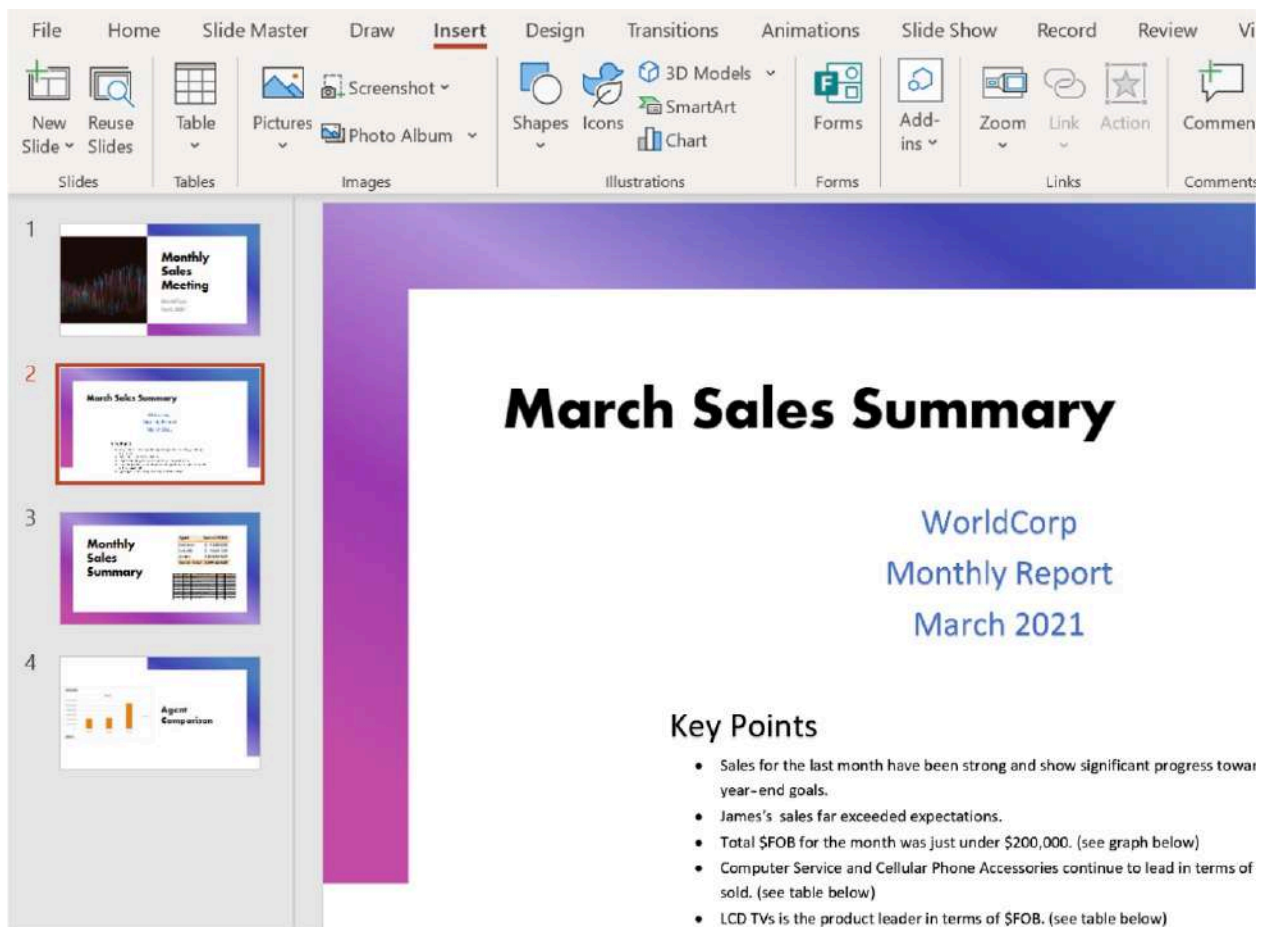 File Home Slide Master Draw Insert Design Transitions Animations Slide Show Record Review Vi
New Slide
Reuse Slides
Table
Pictures
Screenshot
Photo Album
Shapes
Icons
3D Models
SmartArt
Chart
Forms
Add-ins
Zoom
Link
Action
Commen
Slides Tables Images Illustrations Forms Links Comments
1
Monthly
Sales
Meeting
2
March Sales Summary
3
Monthly
Sales
Summary
4
Agent
Comparison
March Sales Summary
WorldCorp
Monthly Report
March 2021
Key Points
• Sales for the last month have been strong and show significant progress towar
year-end goals.
• James's sales far exceeded expectations.
• Total $FOB for the month was just under $200,000. (see graph below)
• Computer Service and Cellular Phone Accessories continue to lead in terms of
sold. (see table below)
• LCD TVs is the product leader in terms of $FOB. (see table below)